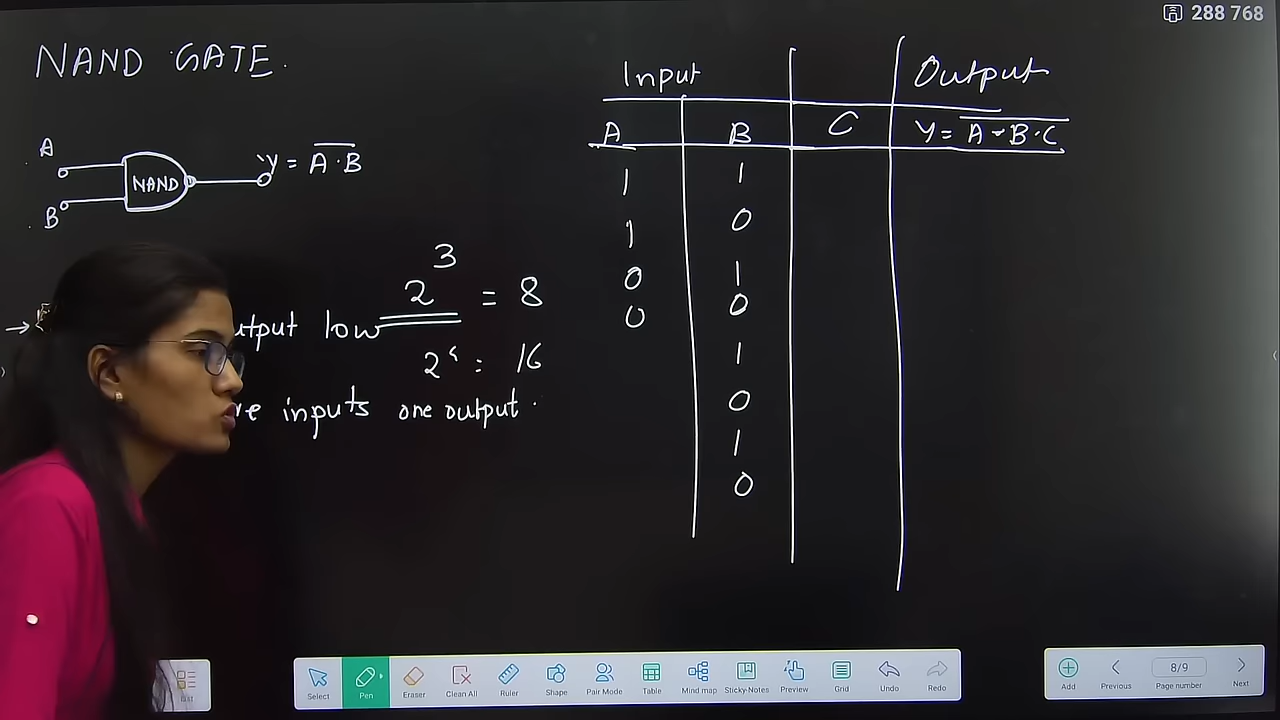 288 768
NAND GATE.
A
B
NAND
Y = A·B
2 3 = 8
output low
2 = 16
inputs one output.
Input Output
A B C Y = A·B·C
1 1
1 0
0 1
0 0
1
0
1
0
Select Pen Eraser Clean All Ruler Shape Pair Mode Table Mind map Sticky-Notes Preview Grid Undo Redo
Add Previous 8/9 Page number Next